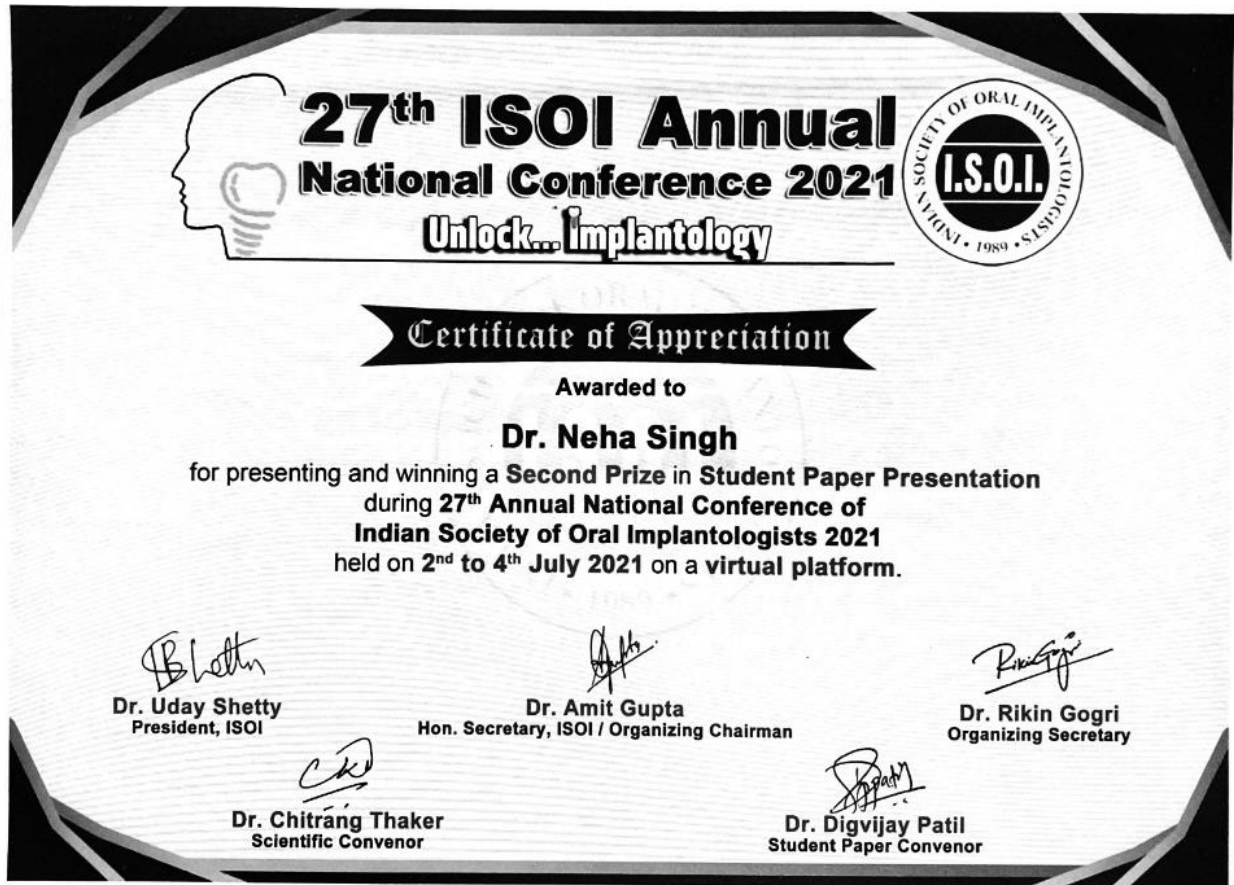 27th ISOI Annual
National Conference 2021
Unlock... Implantology
INDIAN SOCIETY OF ORAL IMPLANTOLOGISTS • 1989 •
I.S.O.I.
Certificate of Appreciation
Awarded to
Dr. Neha Singh
for presenting and winning a Second Prize in Student Paper Presentation
during 27th Annual National Conference of
Indian Society of Oral Implantologists 2021
held on 2nd to 4th July 2021 on a virtual platform.
Rikin Gogri
Dr. Uday Shetty
President, ISOI
Dr. Amit Gupta
Hon. Secretary, ISOI / Organizing Chairman
Dr. Rikin Gogri
Organizing Secretary
Dr. Chitrang Thaker
Scientific Convenor
Dr. Digvijay Patil
Student Paper Convenor